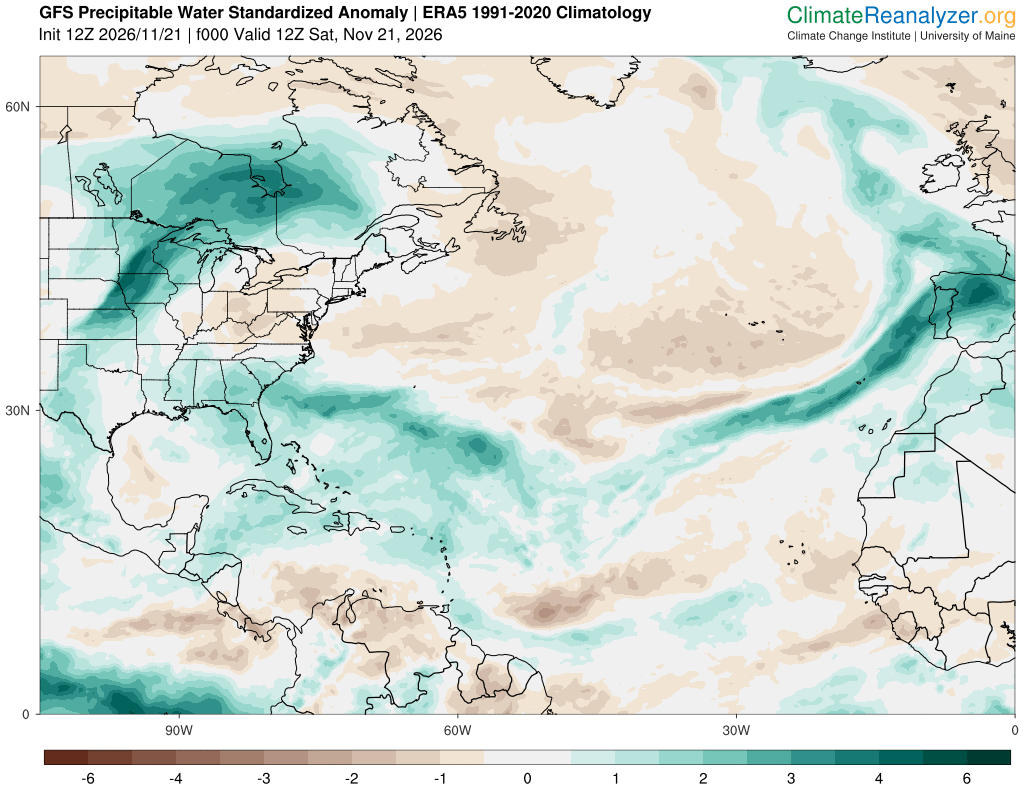 GFS Precipitable Water Standardized Anomaly | ERA5 1991-2020 Climatology
Init 12Z 2026/11/21 | f000 Valid 12Z Sat, Nov 21, 2026
ClimateReanalyzer.org
Climate Change Institute | University of Maine
60N
30N
0
90W
60W
30W
0
-6
-4
-3
-2
-1
0
1
2
3
4
6